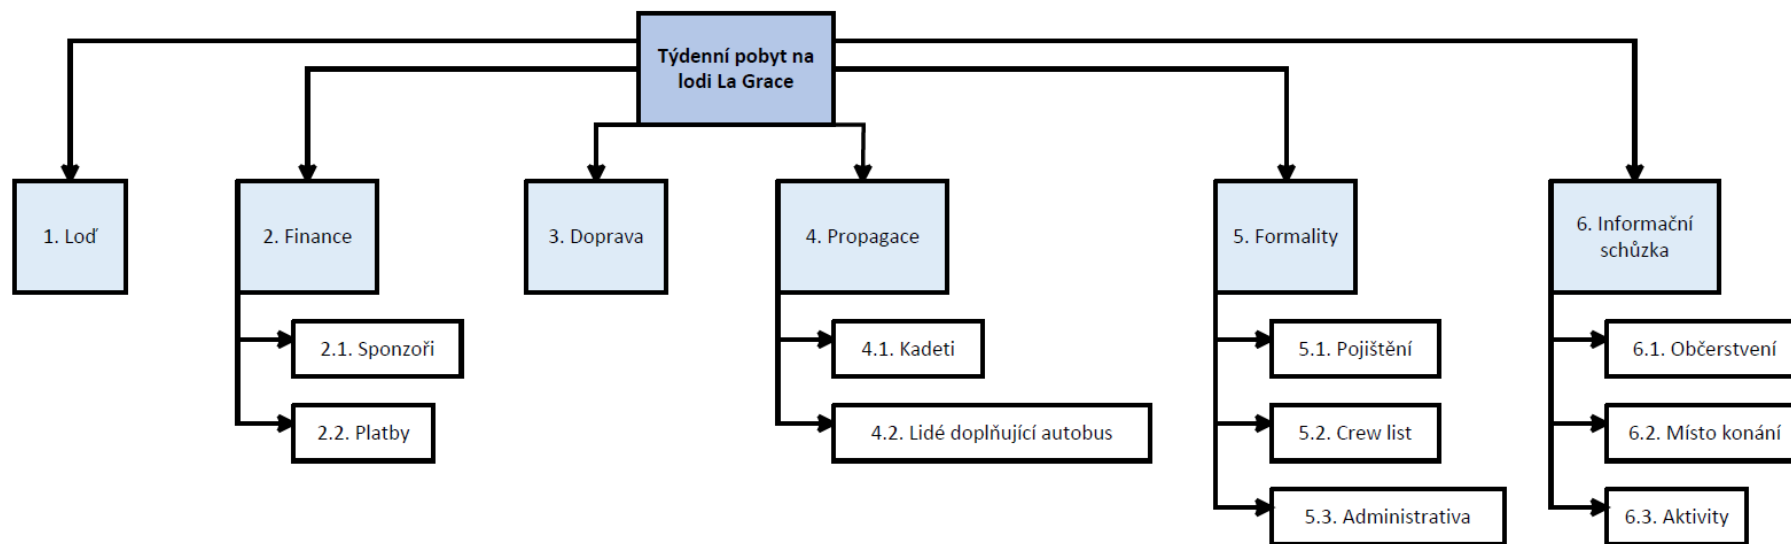 Týdenní pobyt na
lodi La Grace
1. Loď
2. Finance
3. Doprava
4. Propagace
5. Formality
6. Informační
schůzka
2.1. Sponzoři
4.1. Kadeti
5.1. Pojištění
6.1. Občerstvení
2.2. Platby
4.2. Lidé doplňující autobus
5.2. Crew list
6.2. Místo konání
5.3. Administrativa
6.3. Aktivity